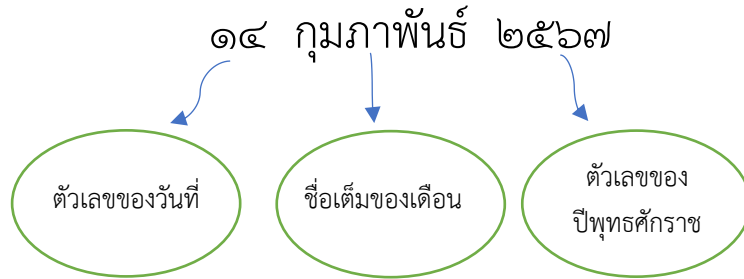 ๑๔ กุมภาพันธ์ ๒๕๖๗
ตัวเลขของวันที่
ชื่อเต็มของเดือน
ตัวเลขของ
ปีพุทธศักราช